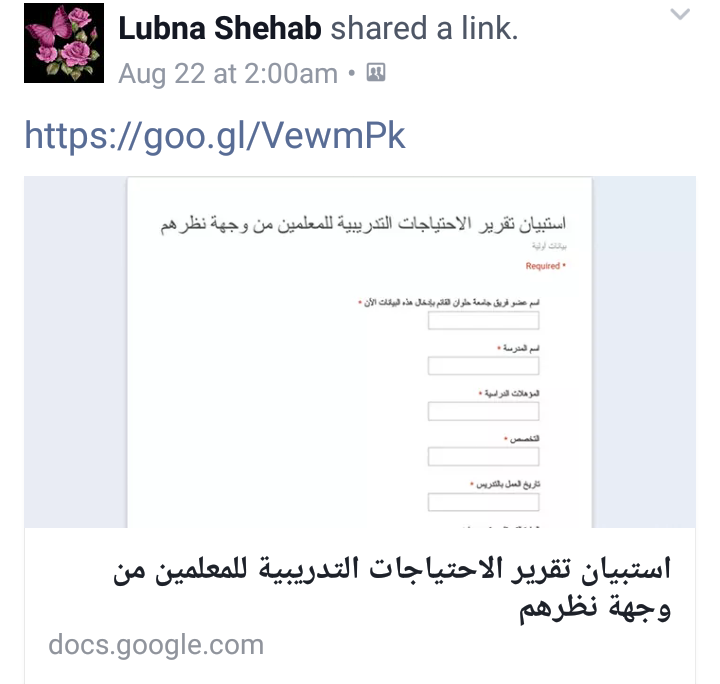 Lubna Shehab shared a link.
Aug 22 at 2:00am •
https://goo.gl/VewmPk
استبيان تقرير الاحتياجات التدريبية للمعلمين من وجهة نظرهم
بيانات أولية
Required *
اسم عضو فريق جامعة حلوان القائم بإدخال هذه البيانات الأن *
اسم المدرسة *
المؤهلات الدراسية *
التخصص *
تاريخ العمل بالتدريس *
استبيان تقرير الاحتياجات التدريبية للمعلمين من
وجهة نظرهم
docs.google.com